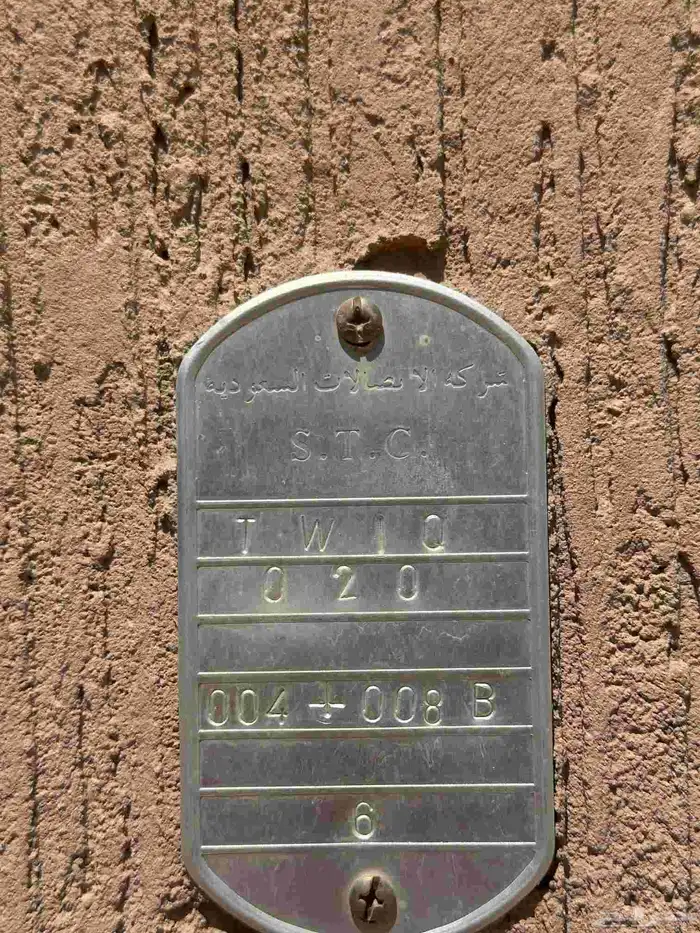 شركة الاتصالات السعودية
S.T.C.
T W I Q
0 2 0
004 008 B
6